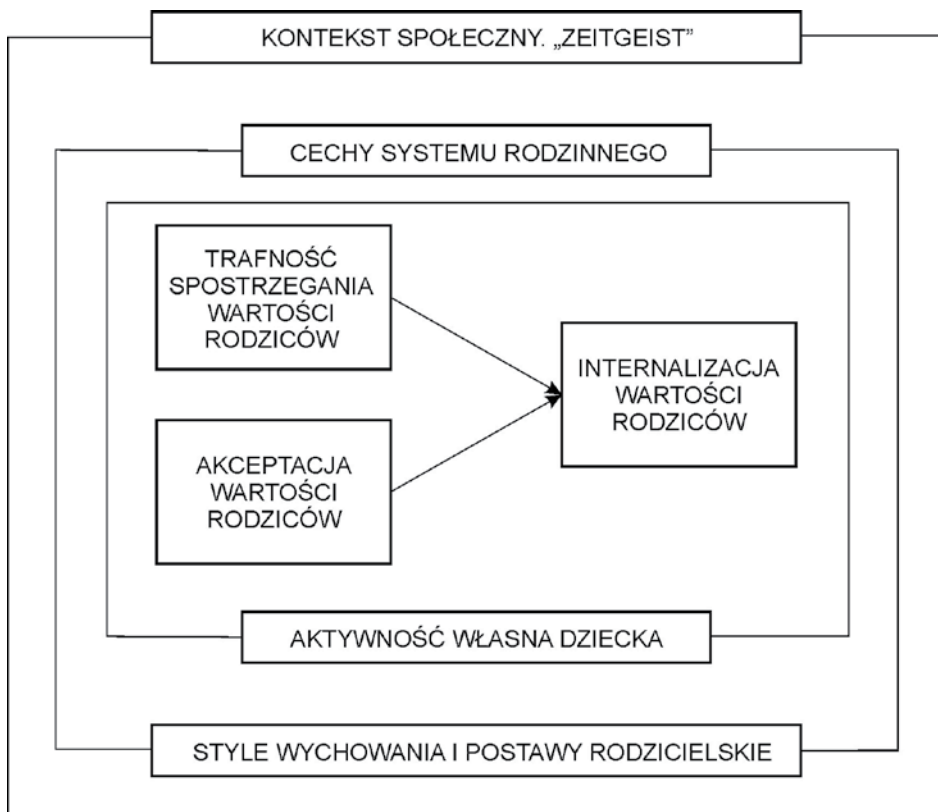 KONTEKST SPOŁECZNY. „ZEITGEIST”
CECHY SYSTEMU RODZINNEGO
TRAFNOŚĆ
SPOSTRZEGANIA
WARTOŚCI
RODZICÓW
INTERNALIZACJA
WARTOŚCI
RODZICÓW
AKCEPTACJA
WARTOŚCI
RODZICÓW
AKTYWNOŚĆ WŁASNA DZIECKA
STYLE WYCHOWANIA I POSTAWY RODZICIELSKIE